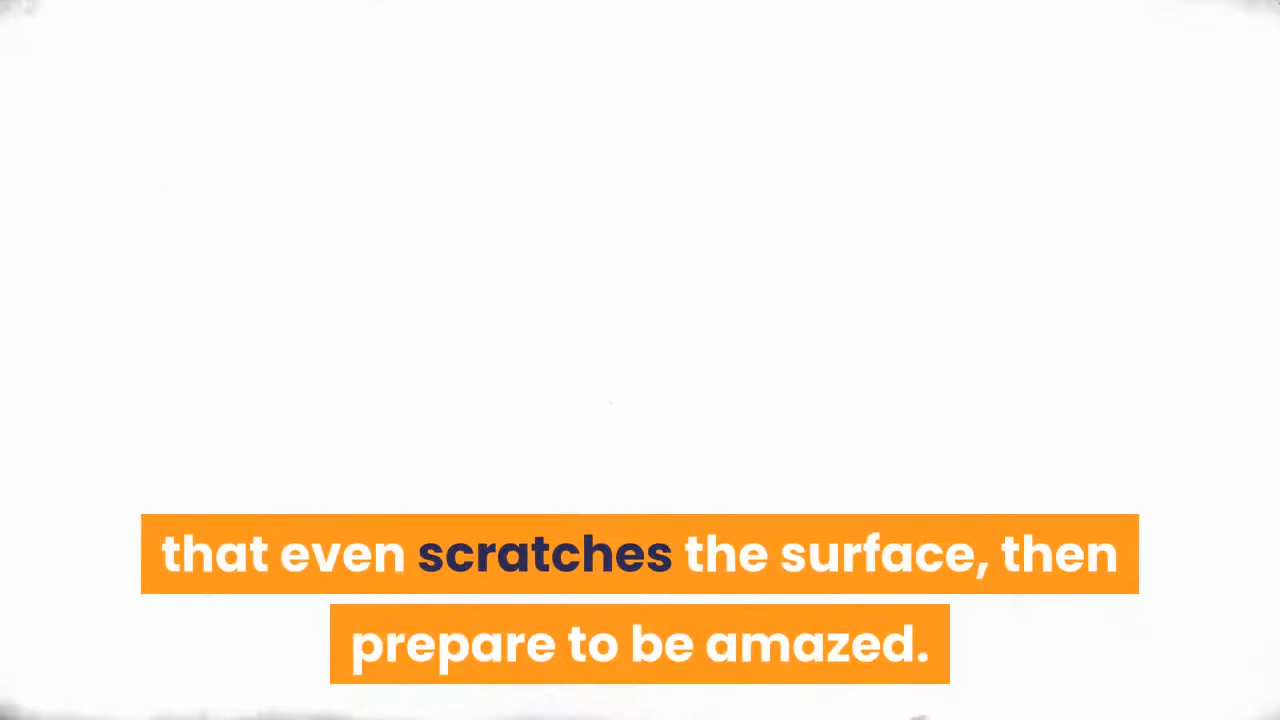 that even scratches the surface, then
prepare to be amazed.